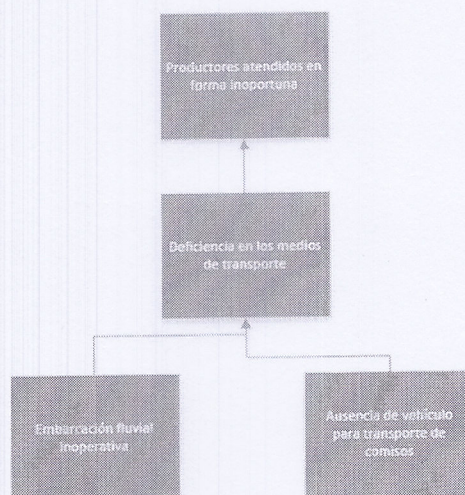 Productores atendidos en
forma inoportuna
Deficiencia en los medios
de transporte
Embarcación fluvial
inoperativa
Ausencia de vehículo
para transporte de
comisos